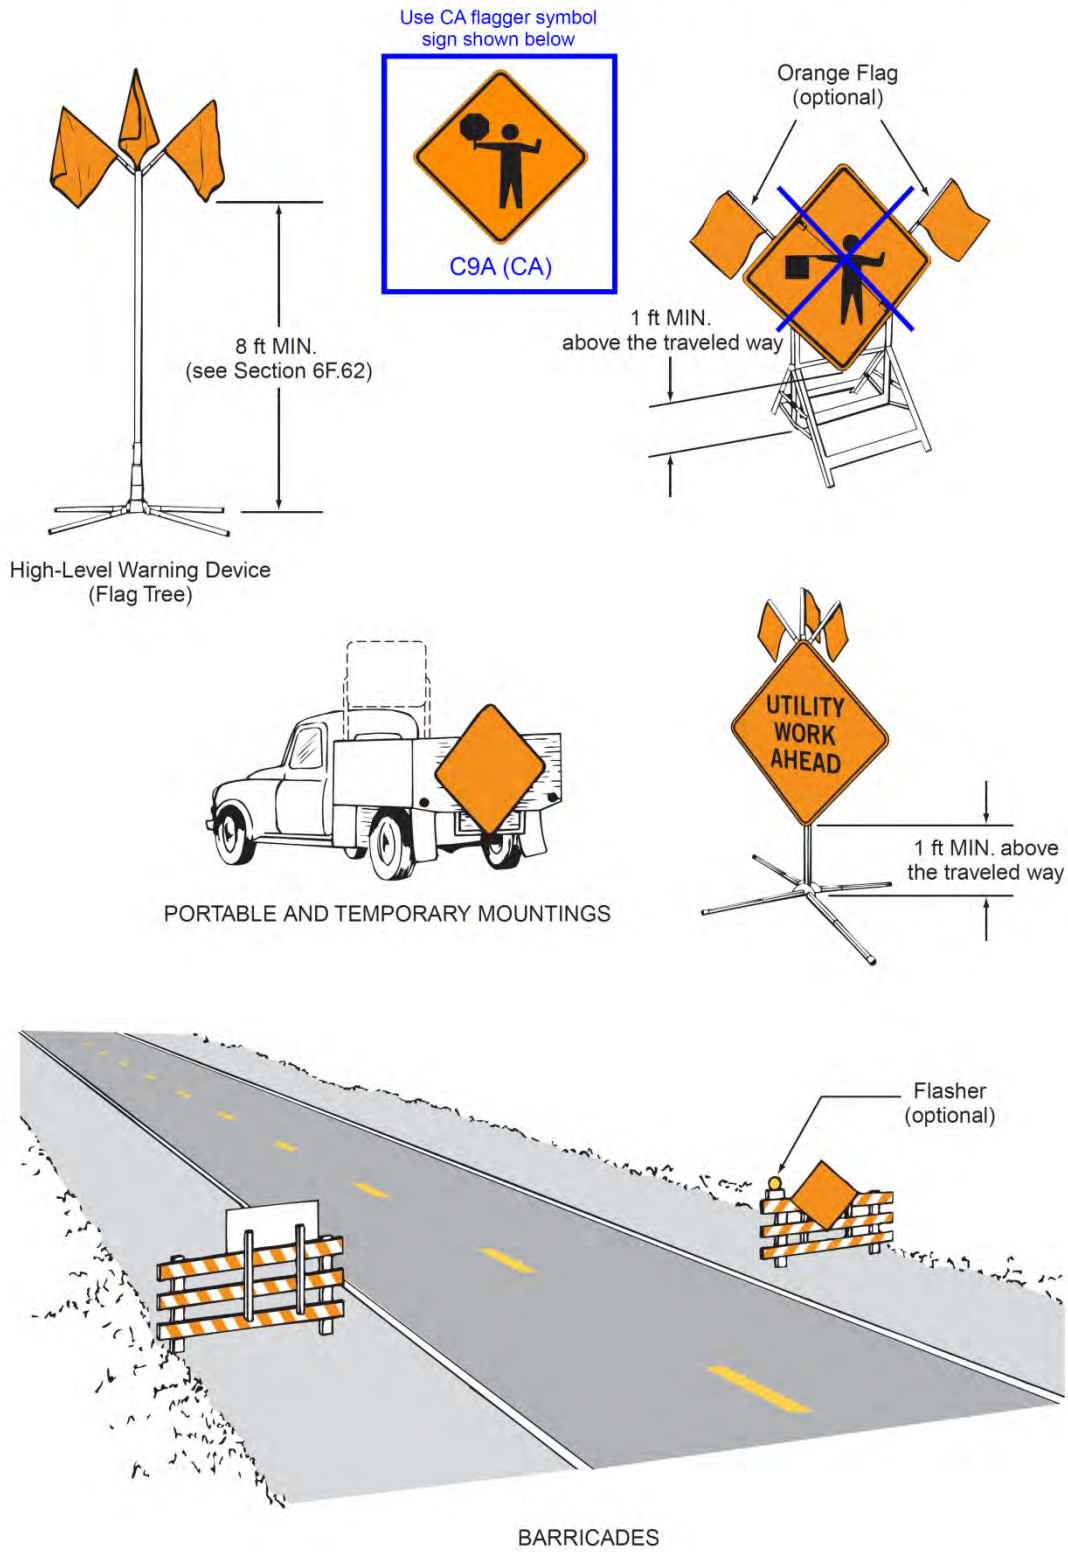 Use CA flagger symbol
sign shown below
C9A (CA)
Orange Flag
(optional)
1 ft MIN.
above the traveled way
8 ft MIN.
(see Section 6F.62)
High-Level Warning Device
(Flag Tree)
UTILITY
WORK
AHEAD
1 ft MIN. above
the traveled way
PORTABLE AND TEMPORARY MOUNTINGS
Flasher
(optional)
BARRICADES